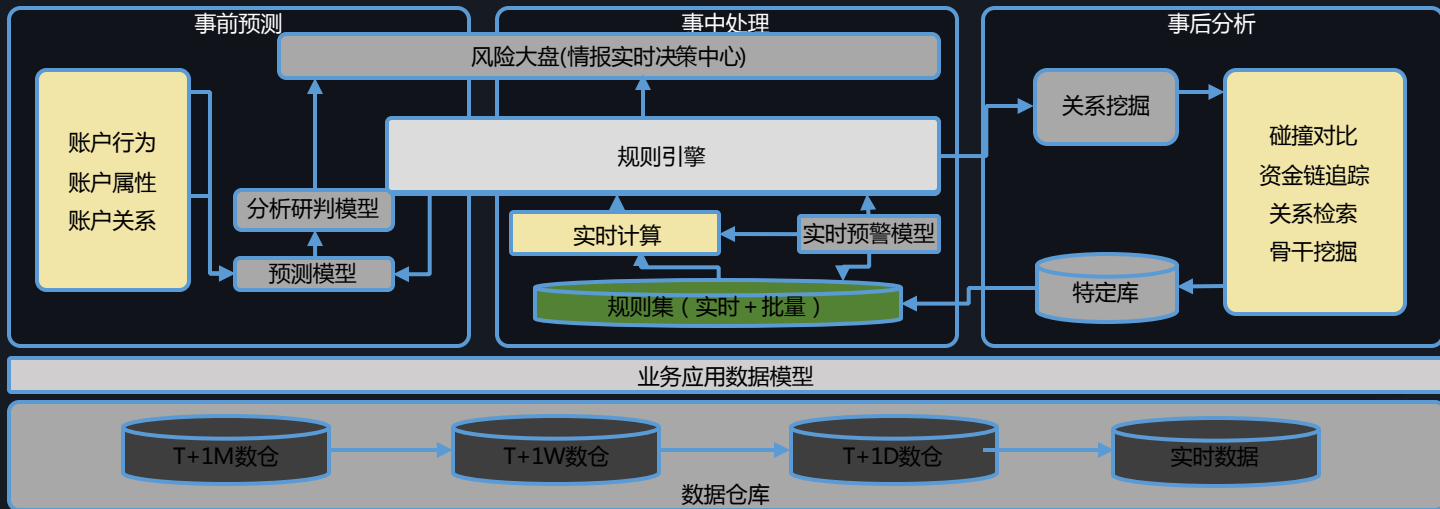 事前预测
事中处理
事后分析
风险大盘(情报实时决策中心)
账户行为
账户属性
账户关系
分析研判模型
预测模型
规则引擎
实时计算
实时预警模型
规则集（实时+批量）
关系挖掘
特定库
碰撞对比
资金链追踪
关系检索
骨干挖掘
业务应用数据模型
T+1M数仓
T+1W数仓
T+1D数仓
实时数据
数据仓库